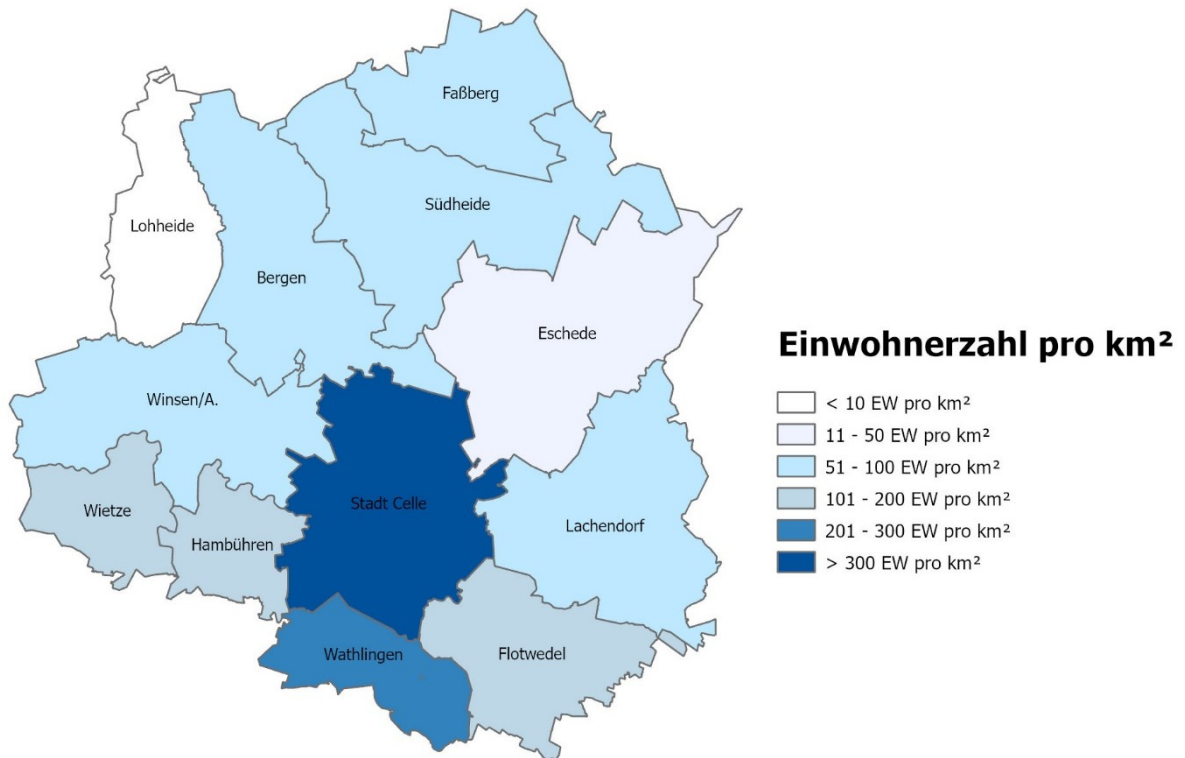 Faßberg
Lohheide
Südheide
Bergen
Eschede
Winsen/A.
Wietze
Stadt Celle
Hambühren
Lachendorf
Wathlingen
Flotwedel
Einwohnerzahl pro km²
< 10 EW pro km²
11 - 50 EW pro km²
51 - 100 EW pro km²
101 - 200 EW pro km²
201 - 300 EW pro km²
> 300 EW pro km²